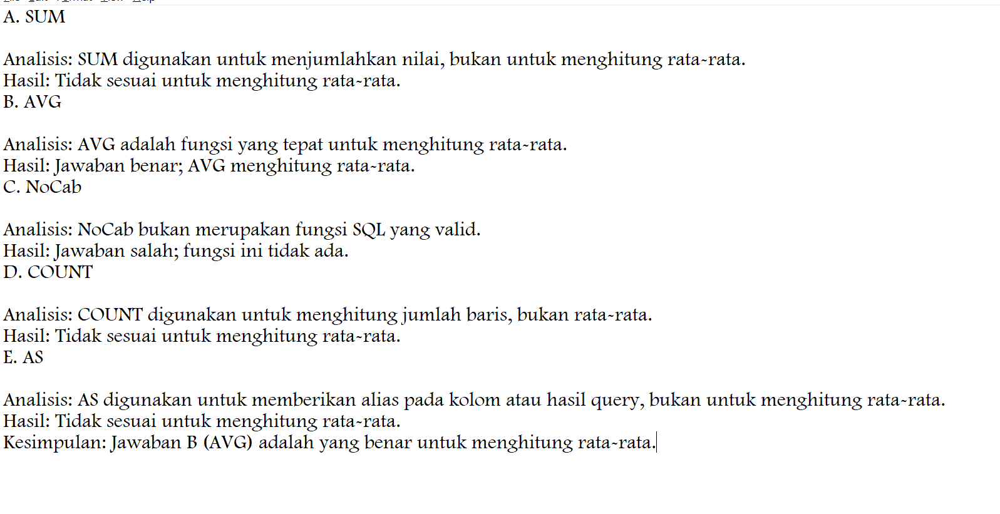 A. SUM
Analisis: SUM digunakan untuk menjumlahkan nilai, bukan untuk menghitung rata-rata.
Hasil: Tidak sesuai untuk menghitung rata-rata.
B. AVG
Analisis: AVG adalah fungsi yang tepat untuk menghitung rata-rata.
Hasil: Jawaban benar; AVG menghitung rata-rata.
C. NoCab
Analisis: NoCab bukan merupakan fungsi SQL yang valid.
Hasil: Jawaban salah; fungsi ini tidak ada.
D. COUNT
Analisis: COUNT digunakan untuk menghitung jumlah baris, bukan rata-rata.
Hasil: Tidak sesuai untuk menghitung rata-rata.
E. AS
Analisis: AS digunakan untuk memberikan alias pada kolom atau hasil query, bukan untuk menghitung rata-rata.
Hasil: Tidak sesuai untuk menghitung rata-rata.
Kesimpulan: Jawaban B (AVG) adalah yang benar untuk menghitung rata-rata.